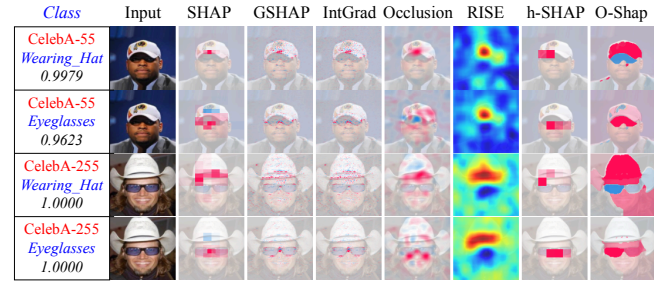 Class Input SHAP GSHAP IntGrad Occlusion RISE h-SHAP O-Shap
CelebA-55
Wearing_Hat
0.9979
CelebA-55
Eyeglasses
0.9623
CelebA-255
Wearing_Hat
1.0000
CelebA-255
Eyeglasses
1.0000